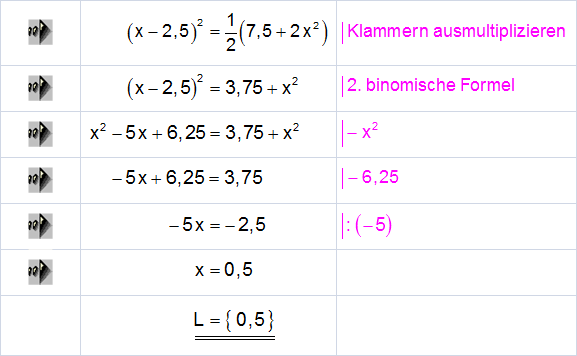 (x − 2,5)² = 1/2 (7,5 + 2x²) | Klammern ausmultiplizieren
(x − 2,5)² = 3,75 + x² | 2. binomische Formel
x² − 5x + 6,25 = 3,75 + x² | − x²
− 5x + 6,25 = 3,75 | − 6,25
− 5x = − 2,5 | : (−5)
x = 0,5
L = { 0,5 }